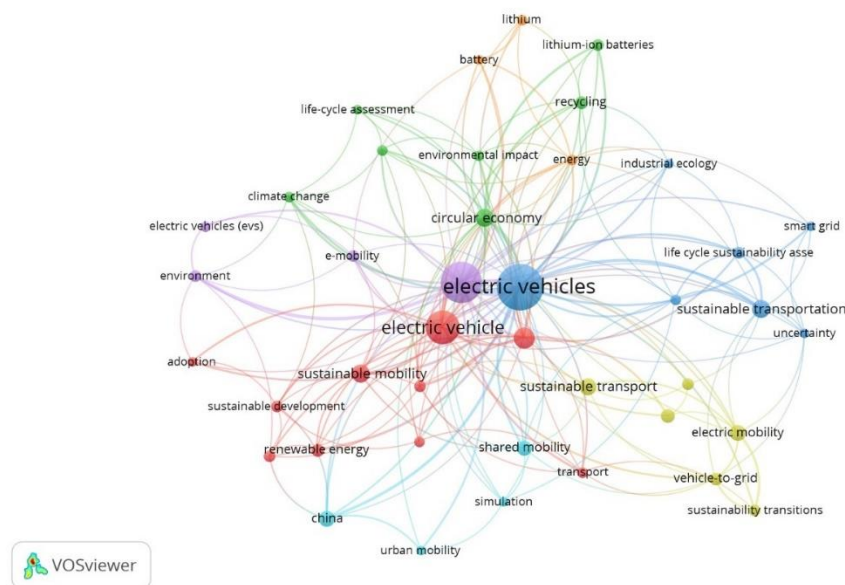 lithium
lithium-ion batteries
battery
recycling
life-cycle assessment
environmental impact
energy
industrial ecology
climate change
circular economy
electric vehicles (evs)
smart grid
e-mobility
life cycle sustainability asse
environment
electric vehicles
sustainable transportation
electric vehicle
uncertainty
adoption
sustainable mobility
sustainable transport
sustainable development
electric mobility
renewable energy
shared mobility
transport
vehicle-to-grid
simulation
sustainability transitions
china
urban mobility
VOSviewer